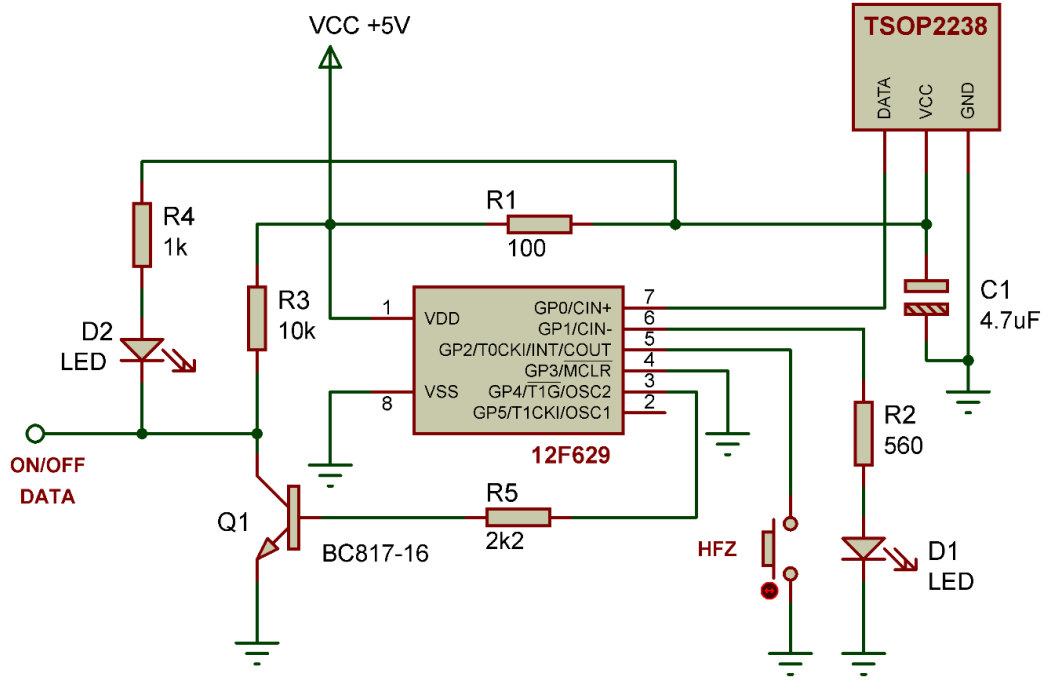 VCC +5V
TSOP2238
DATA
VCC
GND
R4
1k
R1
100
R3
10k
C1
4.7uF
D2
LED
1
VDD
8
VSS
GP0/CIN+
7
GP1/CIN-
6
GP2/T0CKI/INT/COUT
5
GP3/MCLR
4
GP4/T1G/OSC2
3
GP5/T1CKI/OSC1
2
12F629
R2
560
ON/OFF
DATA
Q1
BC817-16
R5
2k2
HFZ
D1
LED